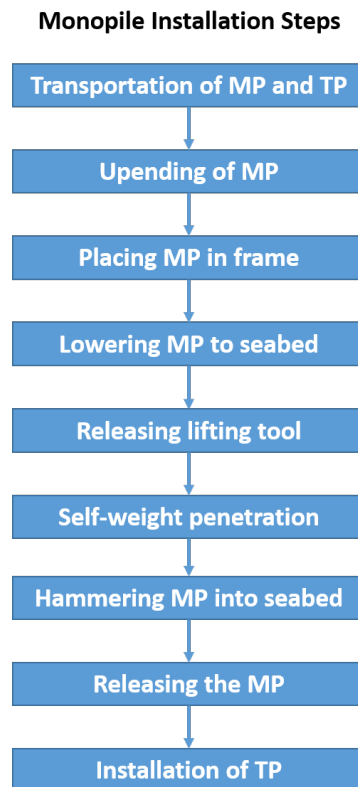 Monopile Installation Steps
Transportation of MP and TP
Upending of MP
Placing MP in frame
Lowering MP to seabed
Releasing lifting tool
Self-weight penetration
Hammering MP into seabed
Releasing the MP
Installation of TP